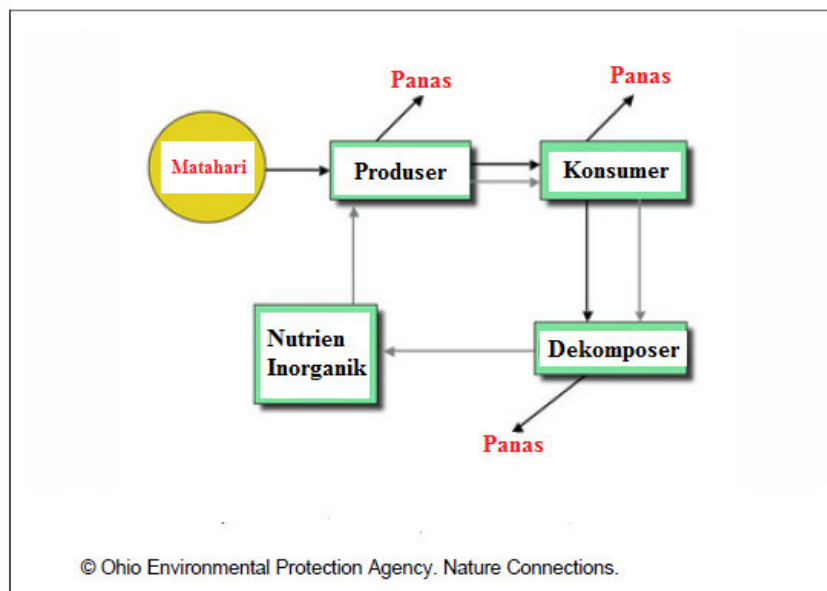 Panas
Panas
Matahari
Produser
Konsumer
Nutrien
Inorganik
Dekomposer
Panas
© Ohio Environmental Protection Agency. Nature Connections.